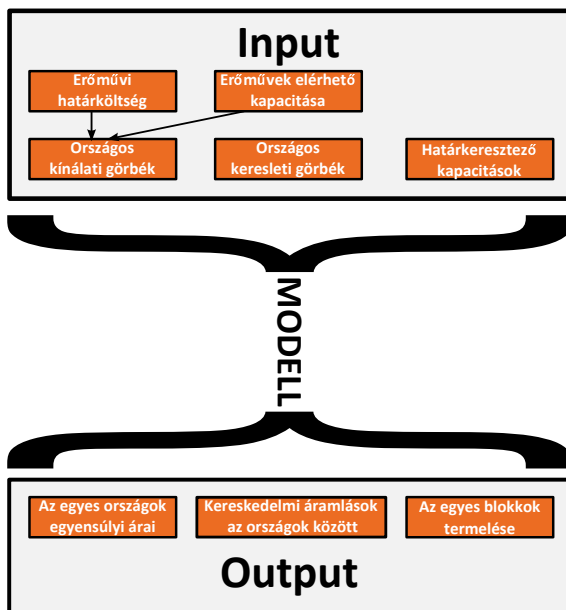 Input
Erőművi
határköltség
Erőművek elérhető
kapacitása
Országos
kínálati görbék
Országos
keresleti görbék
Határkeresztező
kapacitások
MODELL
Az egyes országok
egyensúlyi árai
Kereskedelmi áramlások
az országok között
Az egyes blokkok
termelése
Output